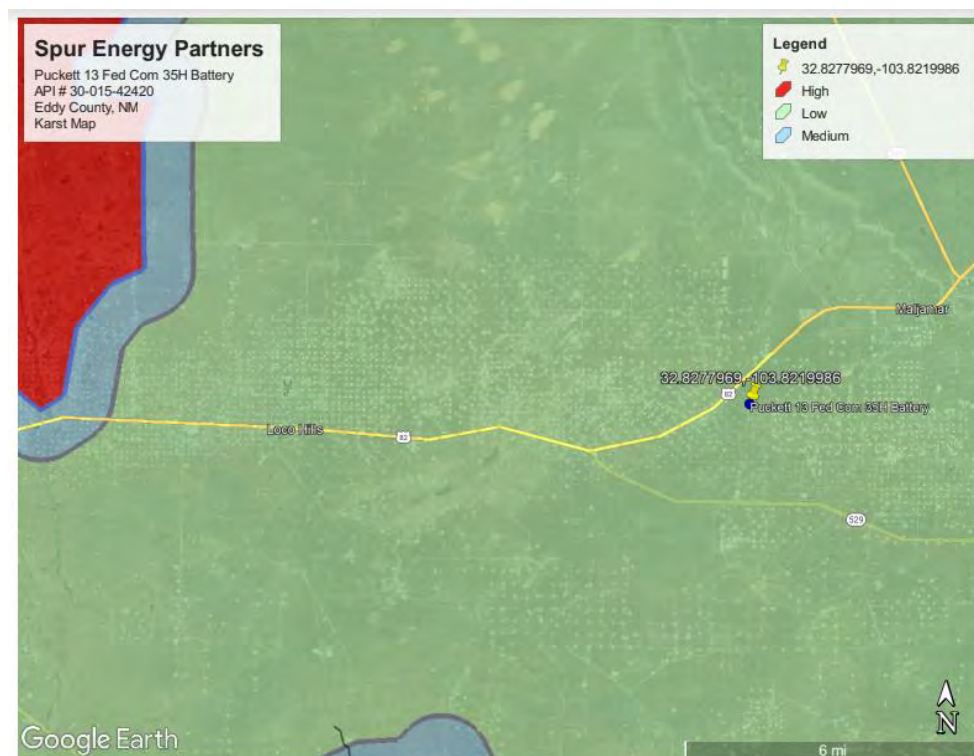 Spur Energy Partners
Puckett 13 Fed Com 35H Battery
API # 30-015-42420
Eddy County, NM
Karst Map
Legend
32.8277969,-103.8219986
High
Low
Medium
Maljamar
32.8277969,-103.8219986
82
Puckett 13 Fed Com 35H Battery
Loco Hills
82
529
N
Google Earth
6 mi